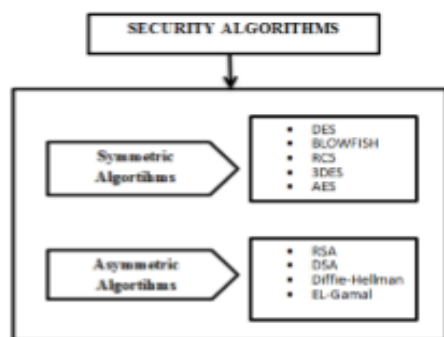 SECURITY ALGORITHMS
Symmetric
Algortihms
• DES
• BLOWFISH
• RC5
• 3DES
• AES
Asymmetric
Algortihms
• RSA
• DSA
• Diffie-Hellman
• EL-Gamal